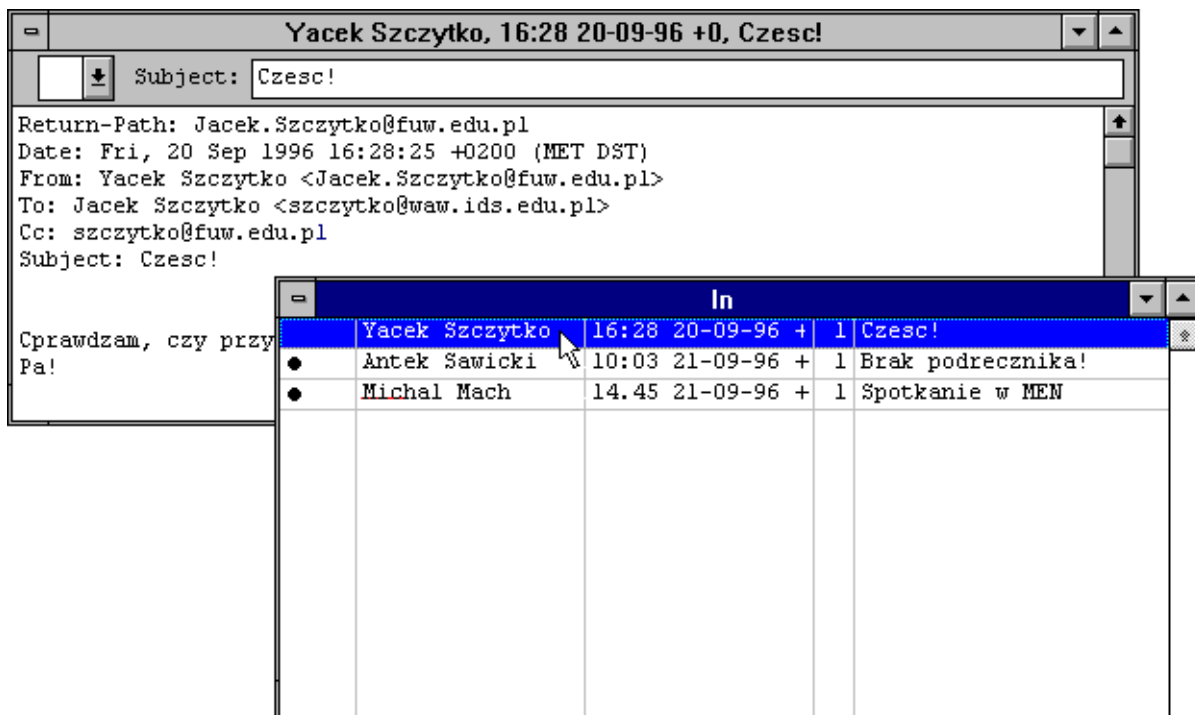 Yacek Szczytko, 16:28 20-09-96 +0, Czesc!
Subject: Czesc!
Return-Path: Jacek.Szczytko@fuw.edu.pl
Date: Fri, 20 Sep 1996 16:28:25 +0200 (MET DST)
From: Yacek Szczytko <Jacek.Szczytko@fuw.edu.pl>
To: Jacek Szczytko <szczytko@waw.ids.edu.pl>
Cc: szczytko@fuw.edu.pl
Subject: Czesc!
Cprawdzam, czy przy
Pa!
In
Yacek Szczytko 16:28 20-09-96 + 1 Czesc!
Antek Sawicki 10:03 21-09-96 + 1 Brak podrecznika!
Michal Mach 14.45 21-09-96 + 1 Spotkanie w MEN